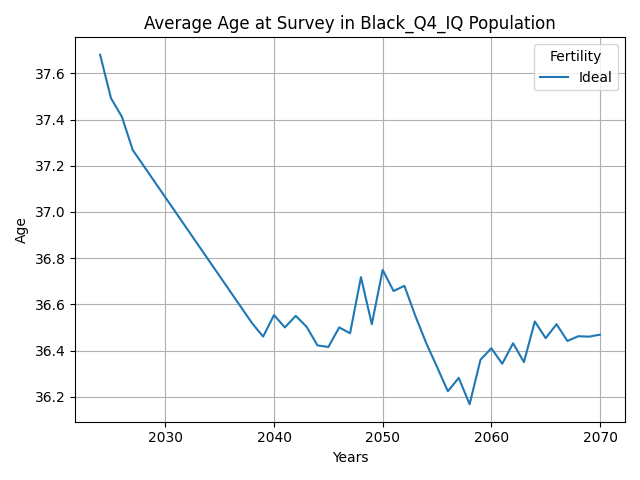 Average Age at Survey in Black_Q4_IQ Population
Fertility
Ideal
37.6
37.4
37.2
37.0
36.8
36.6
36.4
36.2
Age
2030 2040 2050 2060 2070
Years